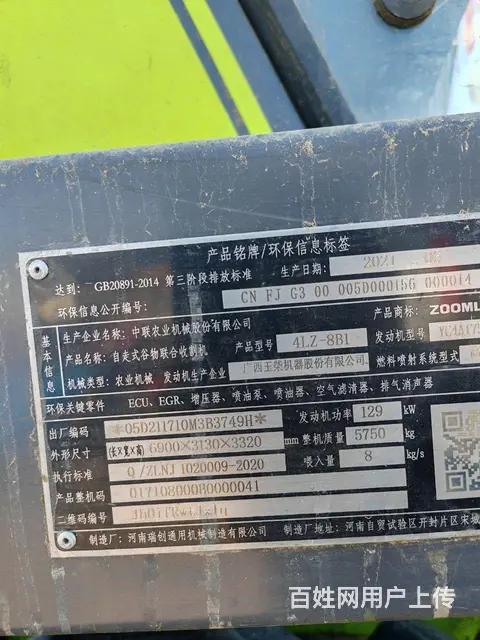 产品铭牌/环保信息标签
达到: GB20891-2014 第三阶段排放标准 生产日期: 2021
环保信息公开编号: CN FJ G3 00 005D000156 000014
基本信息
生产企业名称: 中联农业机械股份有限公司 产品商标: ZOOML
产品名称: 自走式谷物联合收割机 产品型号: 4LZ-8B1 发动机型号
机械类型: 农业机械 发动机生产企业 广西玉柴机器股份有限公司 燃料喷射系统型式
环保关键零件 ECU、EGR、增压器、喷油泵、喷油器、空气滤清器、排气消声器
出厂编号 *05D211710M3B3749H* 发动机功率 129 kW
外形尺寸 (长X宽X高) 6900×3130×3320 mm 整机质量 5750 kg
执行标准 Q/ZLNJ 1020009-2020 喂入量 8 kg/s
产品整机码 01710800080000041
二维码编号
制造厂: 河南瑞创通用机械制造有限公司 制造厂地址: 河南自贸试验区开封片区宋城
百姓网用户上传